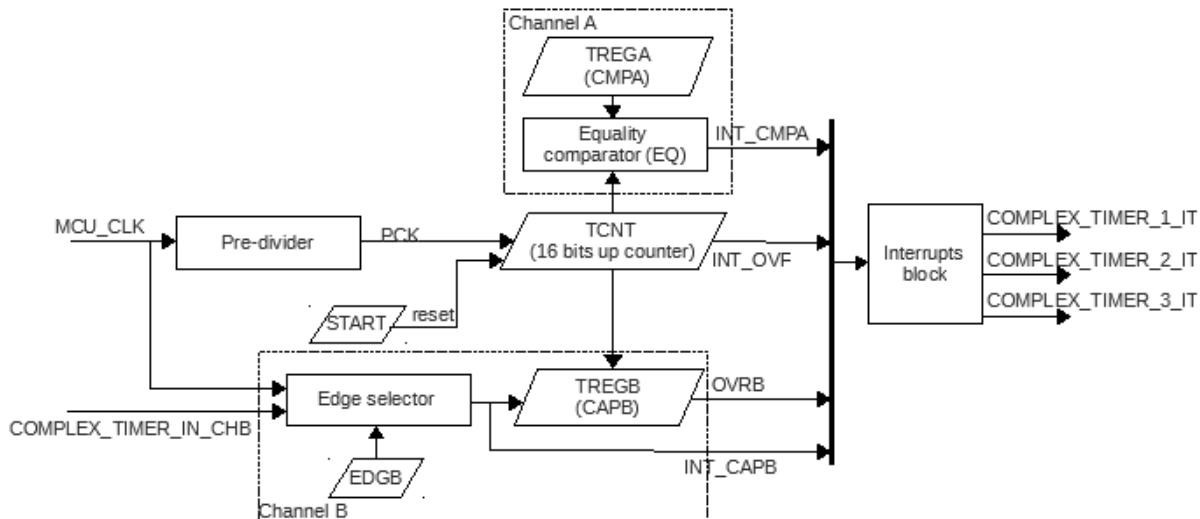 Channel A
TREGA
(CMPA)
Equality
comparator (EQ)
INT_CMPA
MCU_CLK
Pre-divider
PCK
TCNT
(16 bits up counter)
INT_OVF
START
reset
Interrupts
block
COMPLEX_TIMER_1_IT
COMPLEX_TIMER_2_IT
COMPLEX_TIMER_3_IT
Edge selector
TREGB
(CAPB)
OVRB
COMPLEX_TIMER_IN_CHB
EDGB
INT_CAPB
Channel B